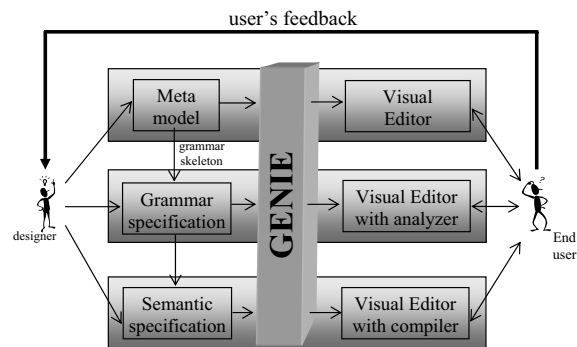 user's feedback
Meta
model
Visual
Editor
grammar
skeleton
GENIE
designer
Grammar
specification
Visual Editor
with analyzer
End
user
Semantic
specification
Visual Editor
with compiler